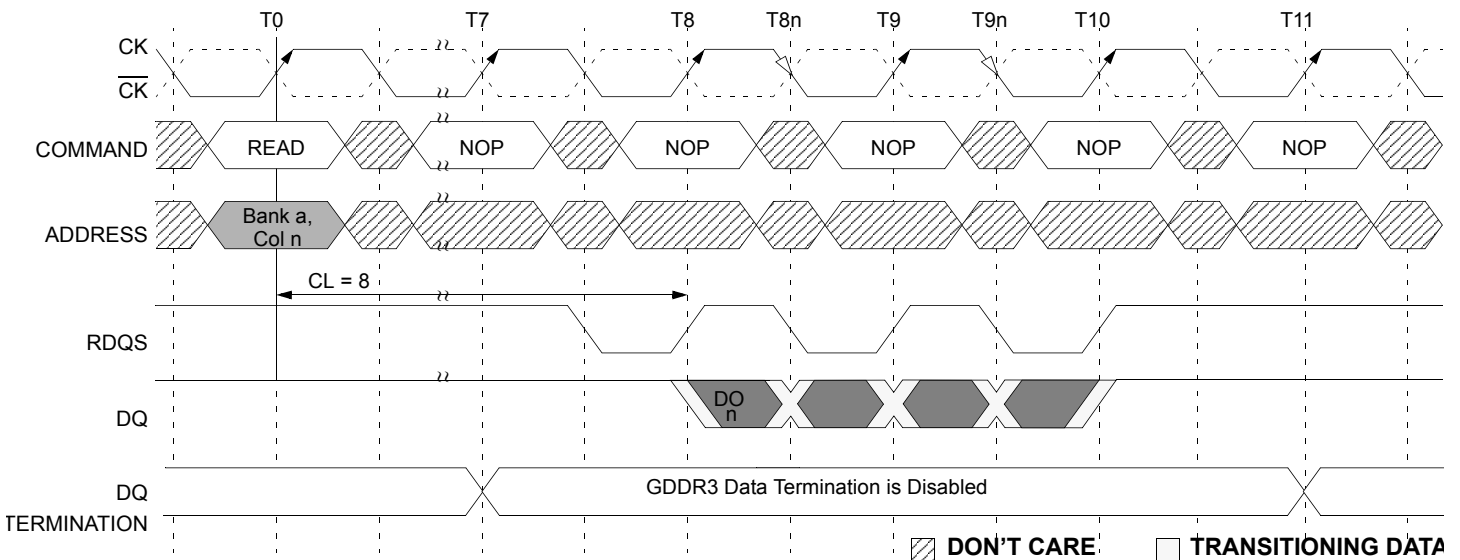 T0 T7 T8 T8n T9 T9n T10 T11
CK
CK
COMMAND READ NOP NOP NOP NOP NOP
ADDRESS Bank a,
Col n
CL = 8
RDQS
DQ DO
n
DQ
TERMINATION GDDR3 Data Termination is Disabled
DON'T CARE TRANSITIONING DATA